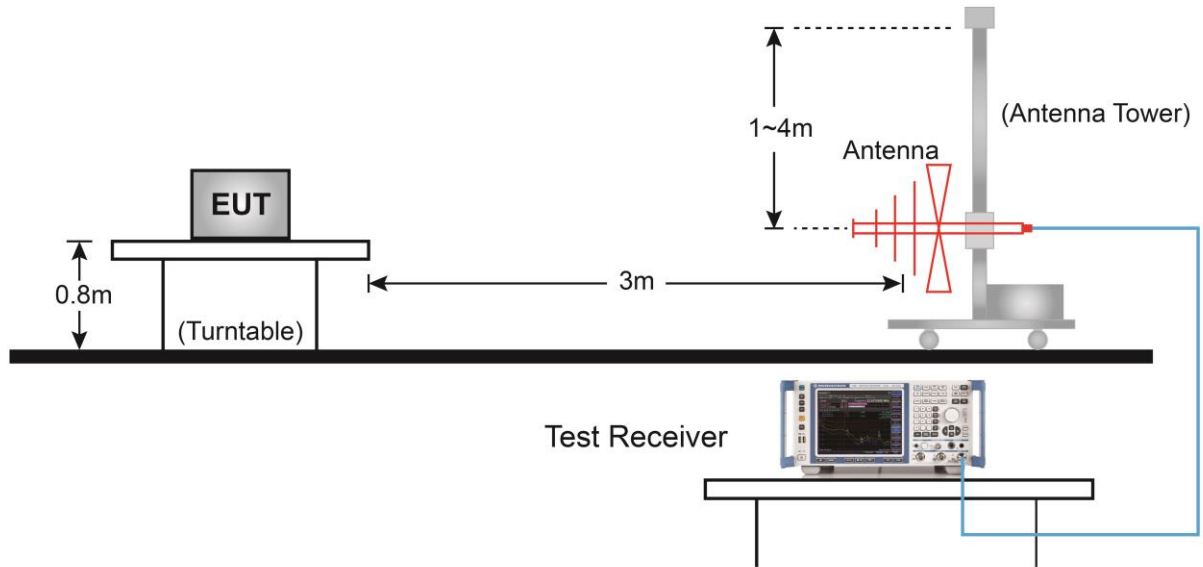 1~4m
(Antenna Tower)
Antenna
EUT
0.8m
3m
(Turntable)
Test Receiver